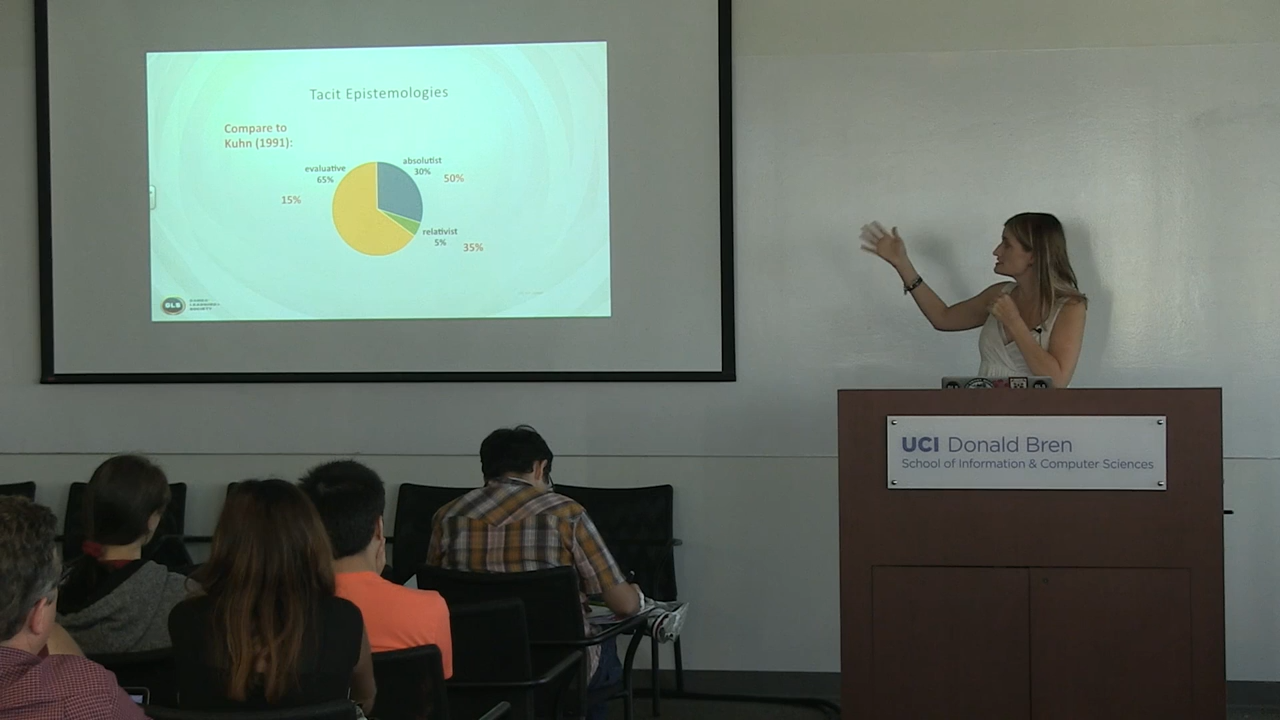 Tacit Epistemologies
Compare to
Kuhn (1991):
evaluative
65%
15%
absolutist
30%
50%
relativist
5%
35%
GLS
UCI Donald Bren
School of Information & Computer Sciences